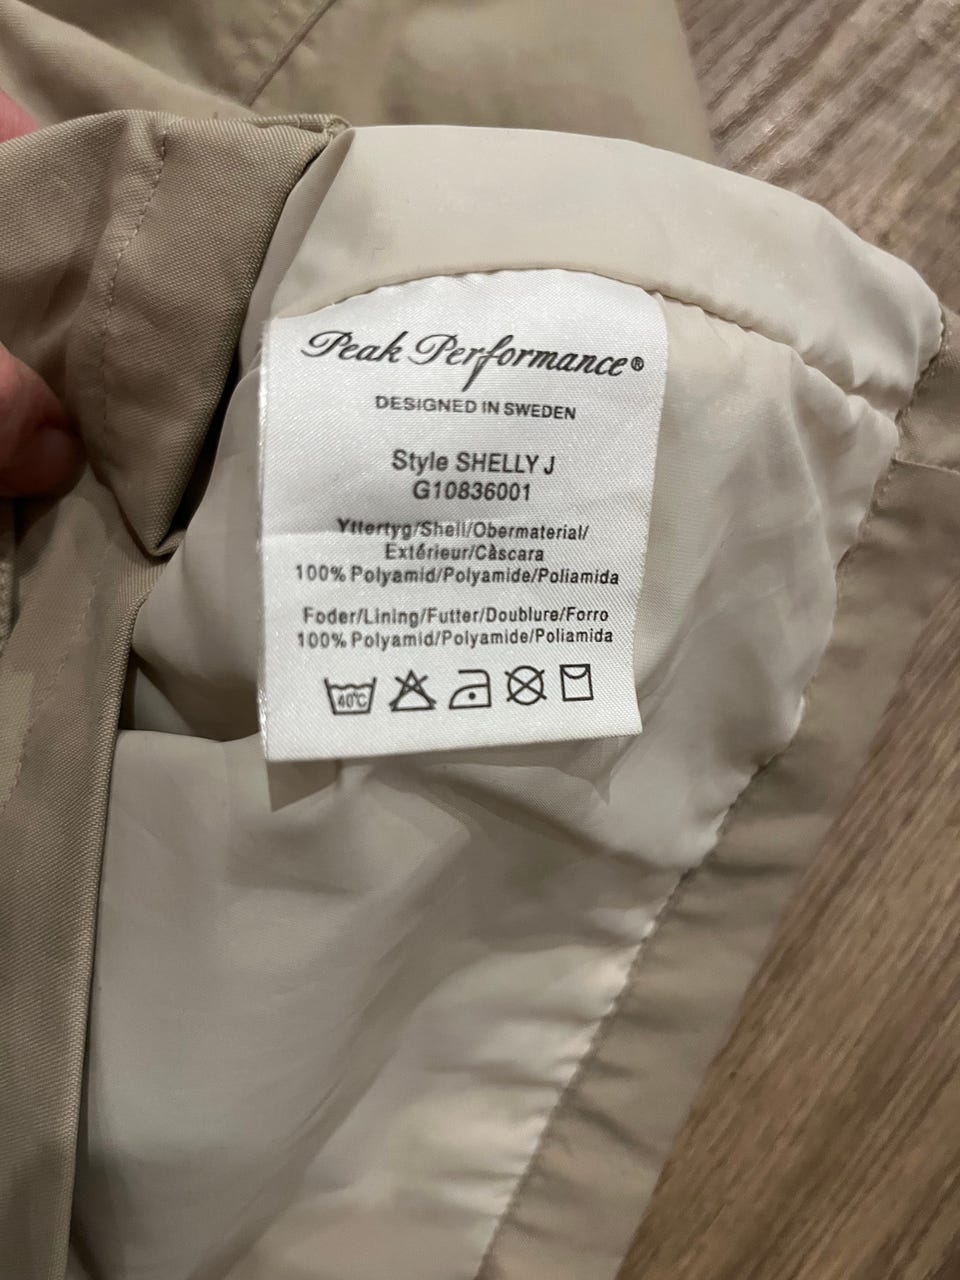 Peak Performance®
DESIGNED IN SWEDEN
Style SHELLY J
G10836001
Yttertyg/Shell/Obermaterial/
Extérieur/Càscara
100% Polyamid/Polyamide/Poliamida
Foder/Lining/Futter/Doublure/Forro
100% Polyamid/Polyamide/Poliamida
40°C